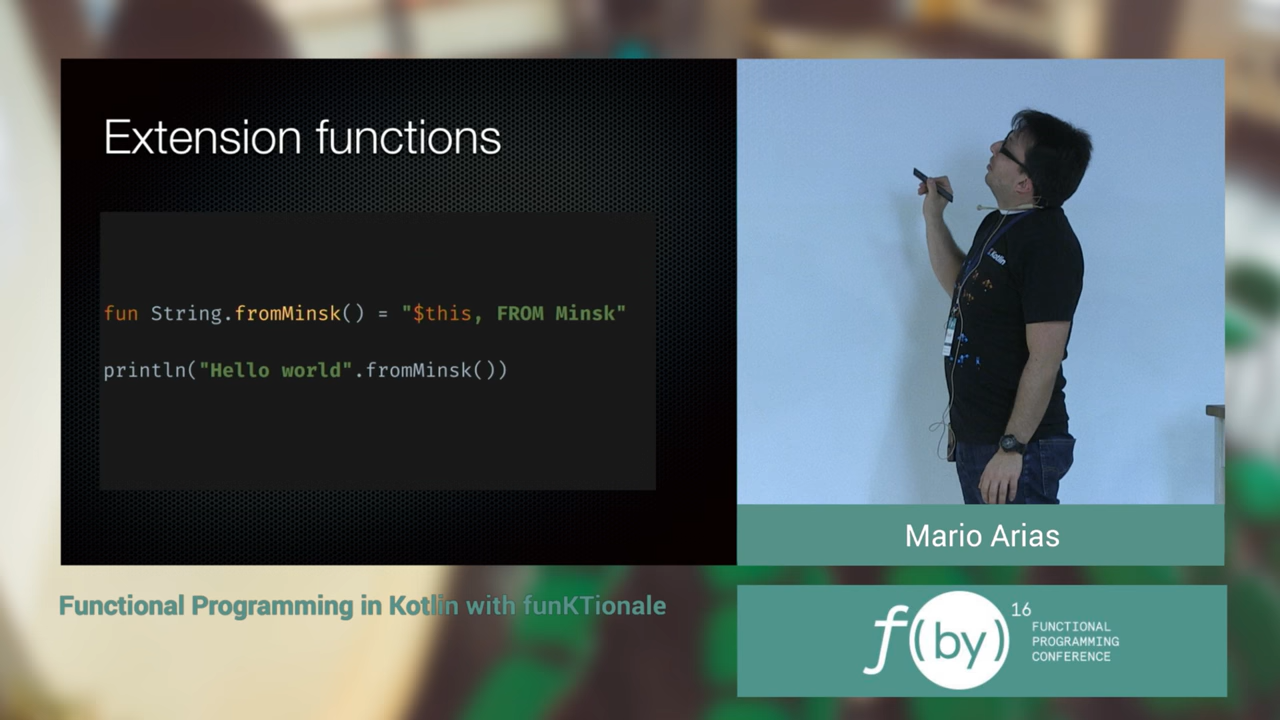 Extension functions
fun String.fromMinsk() = "$this, FROM Minsk"
println("Hello world".fromMinsk())
Kotlin
Mario Arias
Functional Programming in Kotlin with funKTionale
f(by) 16
FUNCTIONAL
PROGRAMMING
CONFERENCE